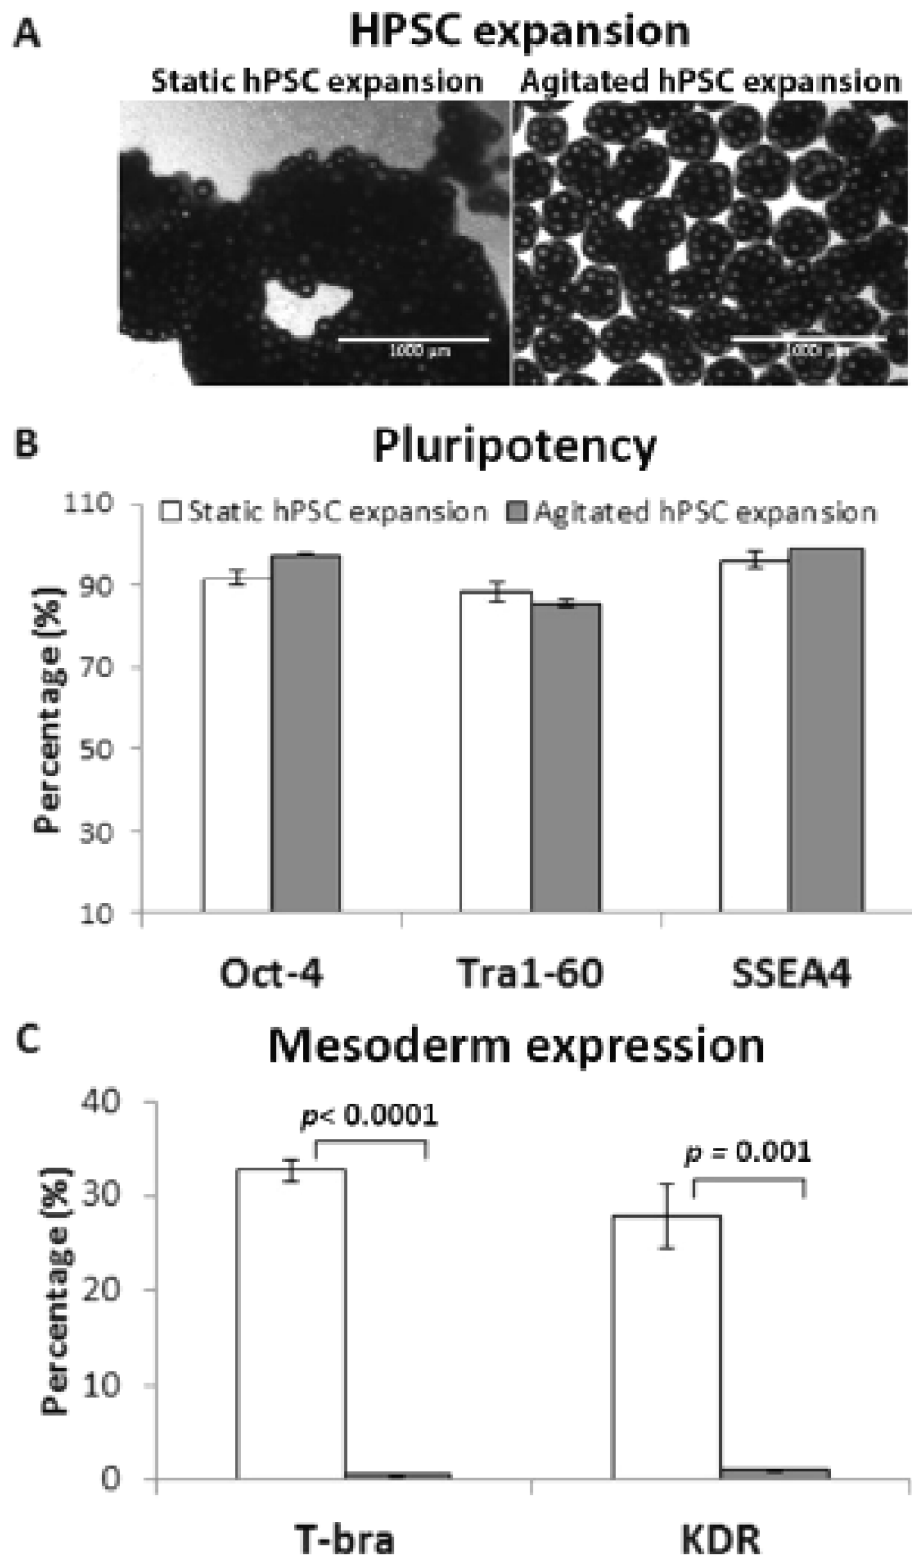 A
HPSC expansion
Static hPSC expansion Agitated hPSC expansion
1000 µm 1000 µm
B
Pluripotency
Static hPSC expansion Agitated hPSC expansion
Percentage (%)
110
90
70
50
30
10
Oct-4 Tra1-60 SSEA4
C
Mesoderm expression
Percentage (%)
40
30
20
10
0
p< 0.0001
p = 0.001
T-bra KDR